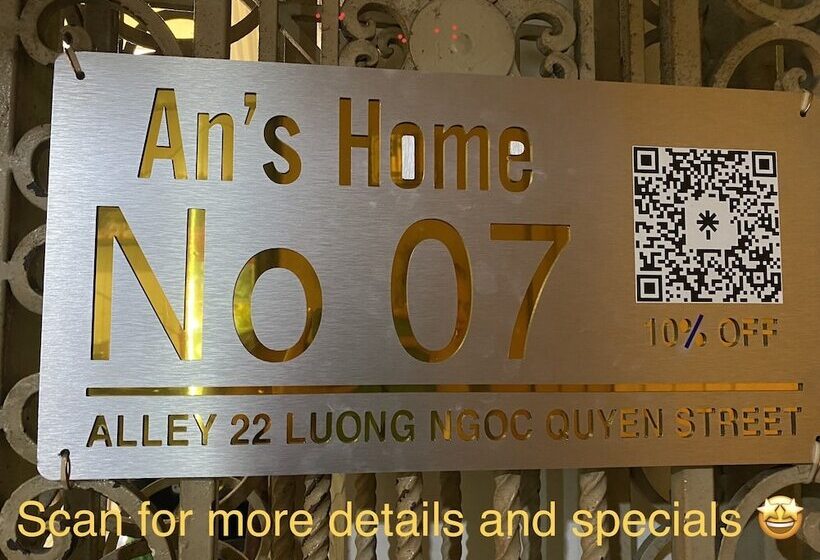 An's Home
No 07
10% OFF
ALLEY 22 LUONG NGOC QUYEN STREET
Scan for more details and specials 🤩